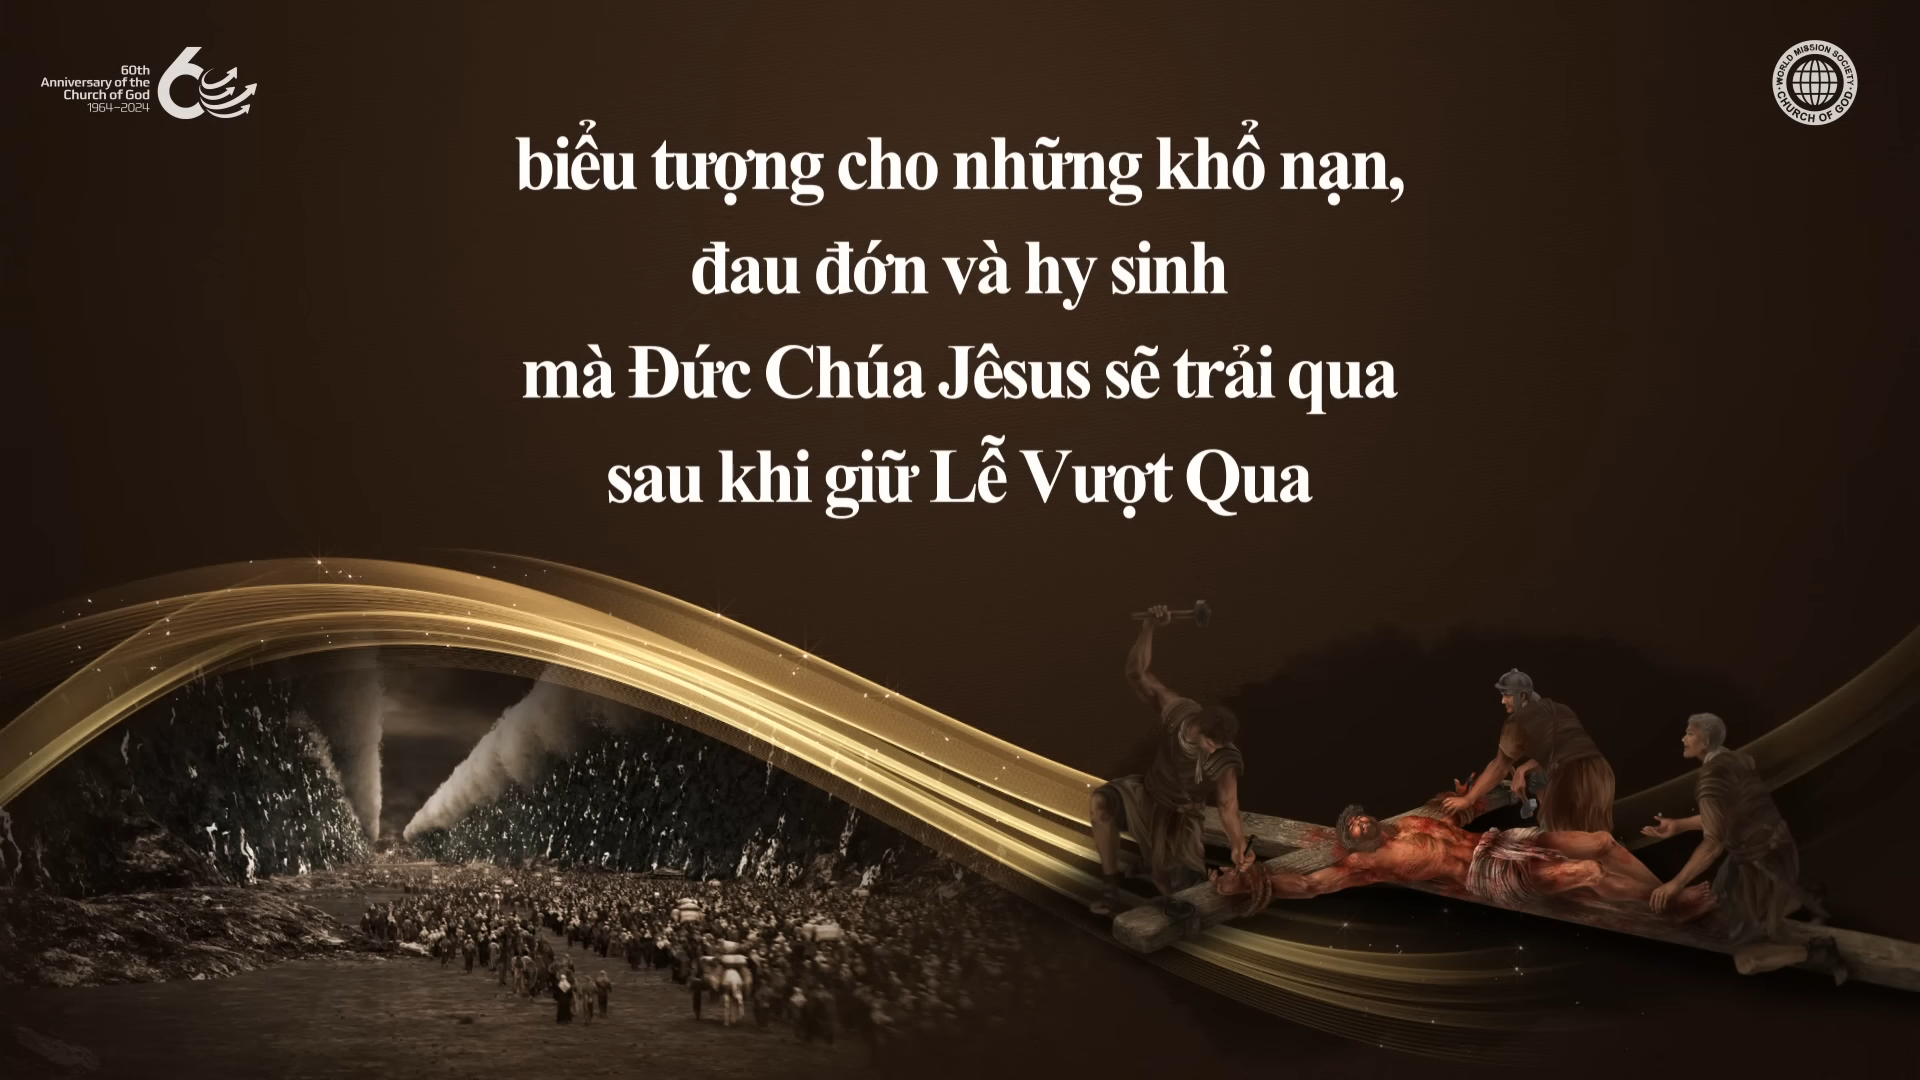 60th
Anniversary of the
Church of God
1964–2024
60
WORLD MISSION SOCIETY
CHURCH OF GOD
biểu tượng cho những khổ nạn,
đau đớn và hy sinh
mà Đức Chúa Jêsus sẽ trải qua
sau khi giữ Lễ Vượt Qua